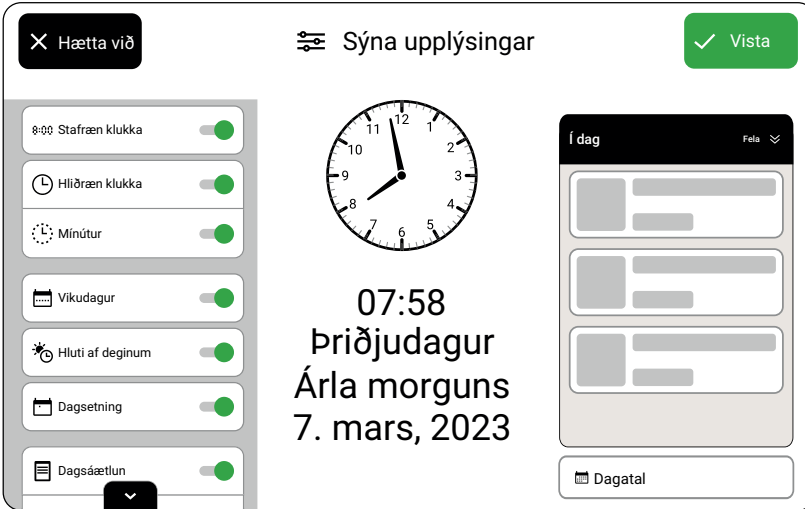 Hætta við
Sýna upplýsingar
Vista
8:00 Stafræn klukka
Hliðræn klukka
Mínútur
Vikudagur
Hluti af deginum
Dagsetning
Dagsáætlun
12
1
2
3
4
5
6
7
8
9
10
11
07:58
Þriðjudagur
Árla morguns
7. mars, 2023
Í dag
Fela
Dagatal